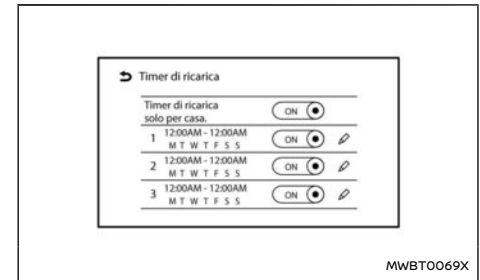 Timer di ricarica
Timer di ricarica
solo per casa.
ON
1 12:00AM - 12:00AM ON
M T W T F S S
2 12:00AM - 12:00AM ON
M T W T F S S
3 12:00AM - 12:00AM ON
M T W T F S S
MWBT0069X